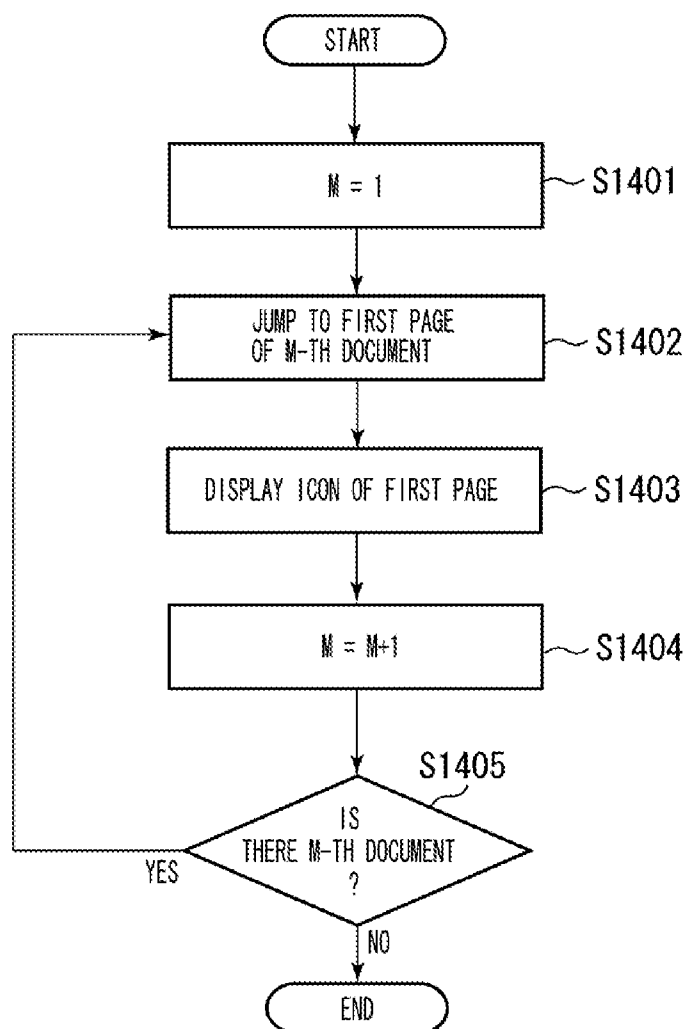 START
M = 1
S1401
JUMP TO FIRST PAGE
OF M-TH DOCUMENT
S1402
DISPLAY ICON OF FIRST PAGE
S1403
M = M+1
S1404
S1405
IS
THERE M-TH DOCUMENT
?
YES
NO
END